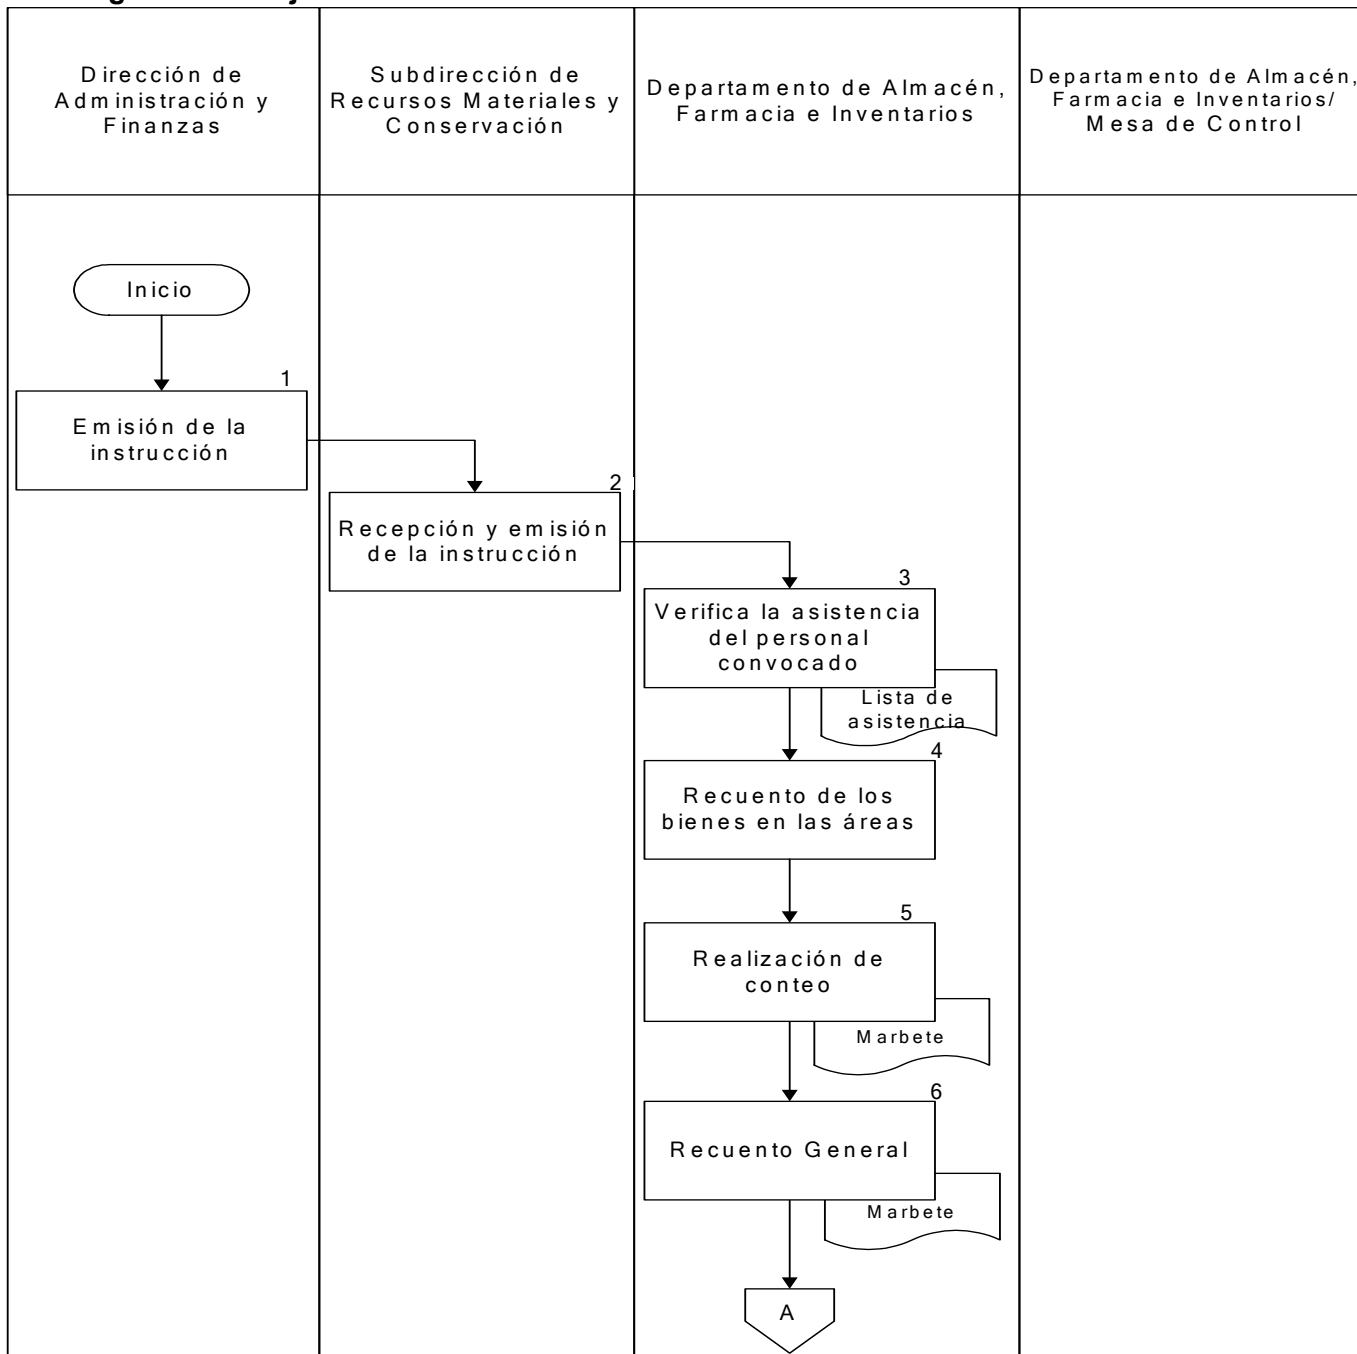 Dirección de
Administración y
Finanzas
Subdirección de
Recursos Materiales y
Conservación
Departamento de Almacén,
Farmacia e Inventarios
Departamento de Almacén,
Farmacia e Inventarios/
Mesa de Control
Inicio
1
Emisión de la
instrucción
2
Recepción y emisión
de la instrucción
3
Verifica la asistencia
del personal
convocado
Lista de
asistencia
4
Recuento de los
bienes en las áreas
5
Realización de
conteo
Marbete
6
Recuento General
Marbete
A